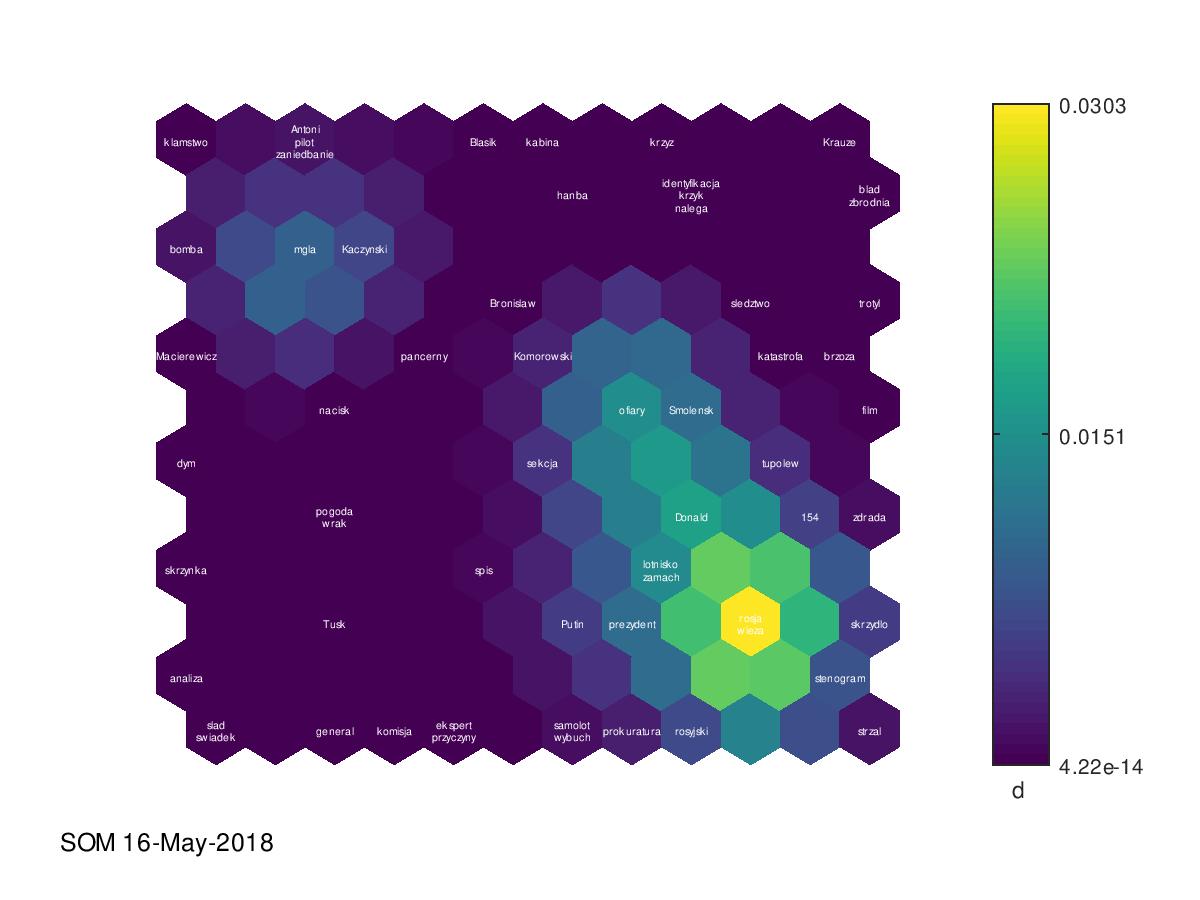 0.0303
Antoni
klamstwo
pilot
Blasik
kabina
krzyz
Krauze
zaniedbanie
identyfikacja
blad
hanba
krzyk
zbrodnia
nalega
bomba
mgla
Kaczynski
Bronislaw
sledztwo
trotyl
Macierewicz
pancerny
Komorowski
katastrofa
brzoza
nacisk
ofiary
Smolensk
film
0.0151
dym
sekcja
tupolew
pogoda
wrak
Donald
154
zdrada
skrzynka
spis
lotnisko
zamach
Tusk
Putin
prezydent
rosja
wieza
skrzydlo
analiza
stenogram
slad
swiadek
general
komisja
ekspert
przyczyny
samolot
wybuch
prokuratura
rosyjski
strzal
4.22e-14
d
SOM 16-May-2018